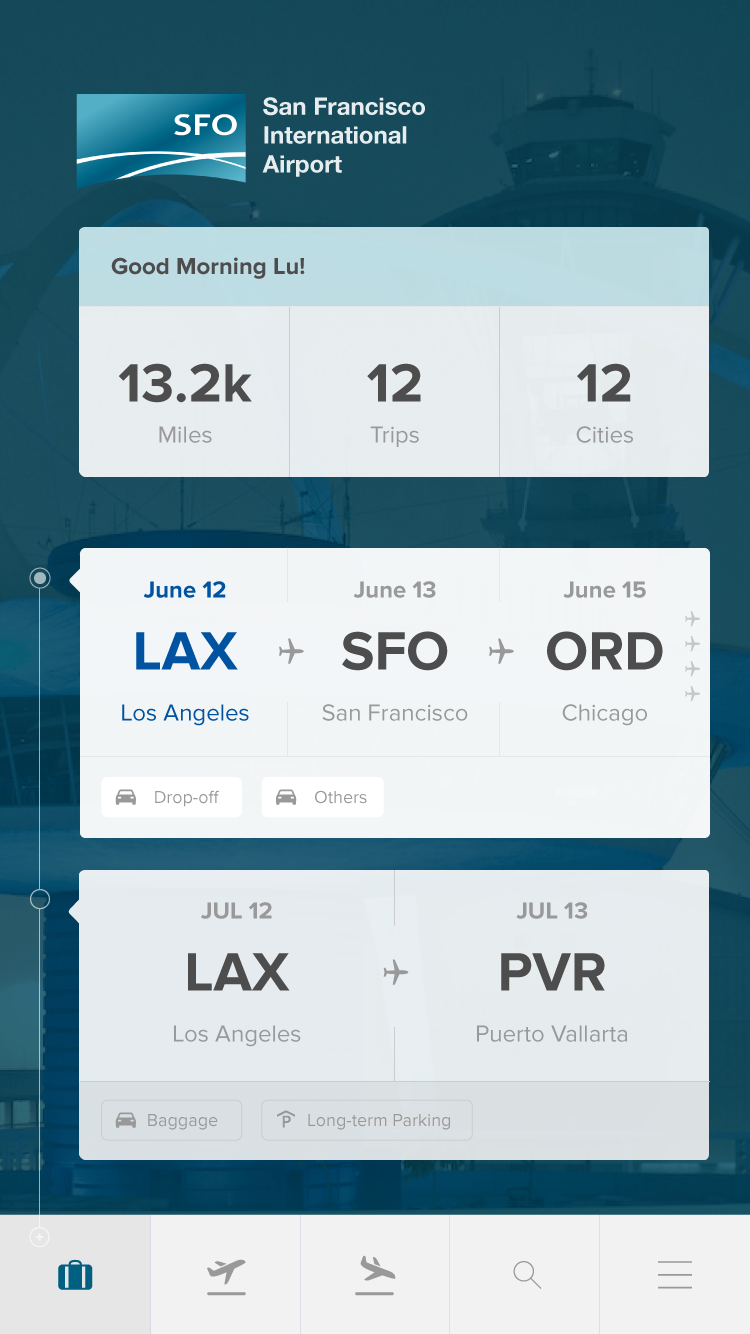 SFO
San Francisco
International
Airport
Good Morning Lu!
13.2k 12 12
Miles Trips Cities
June 12 June 13 June 15
LAX SFO ORD
Los Angeles San Francisco Chicago
Drop-off Others
JUL 12 JUL 13
LAX PVR
Los Angeles Puerto Vallarta
Baggage P Long-term Parking